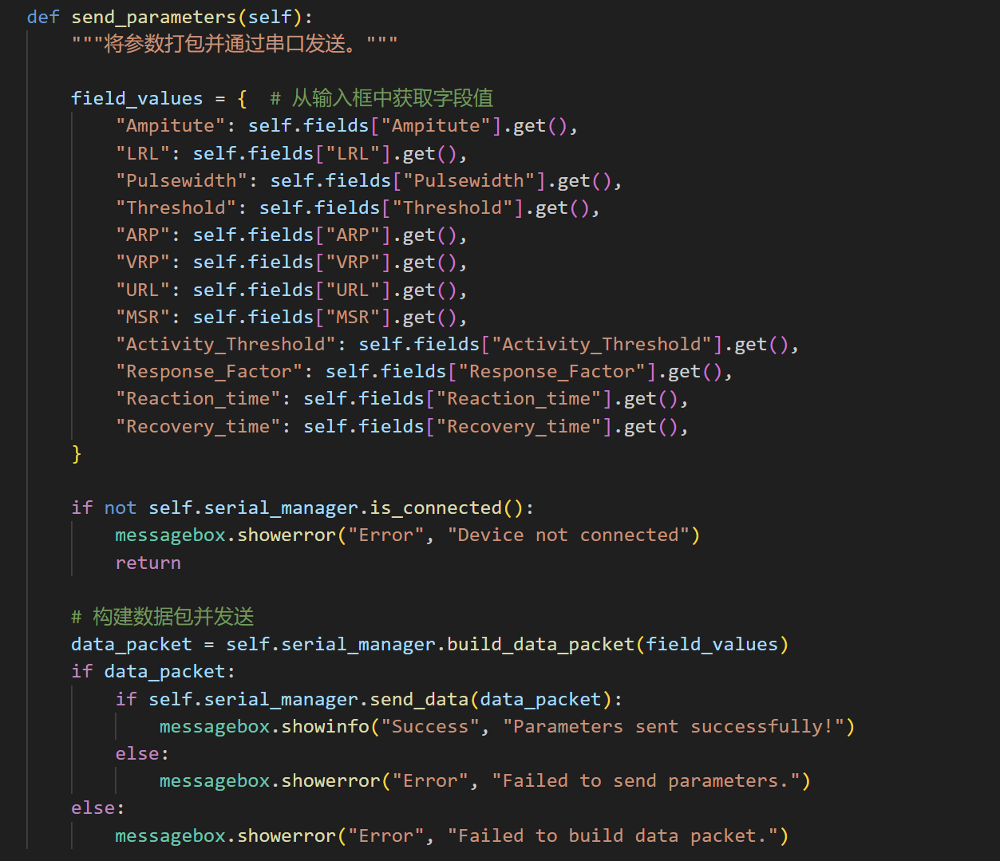 def send_parameters(self):
"""将参数打包并通过串口发送。"""
field_values = {  # 从输入框中获取字段值
"Ampitute": self.fields["Ampitute"].get(),
"LRL": self.fields["LRL"].get(),
"Pulsewidth": self.fields["Pulsewidth"].get(),
"Threshold": self.fields["Threshold"].get(),
"ARP": self.fields["ARP"].get(),
"VRP": self.fields["VRP"].get(),
"URL": self.fields["URL"].get(),
"MSR": self.fields["MSR"].get(),
"Activity_Threshold": self.fields["Activity_Threshold"].get(),
"Response_Factor": self.fields["Response_Factor"].get(),
"Reaction_time": self.fields["Reaction_time"].get(),
"Recovery_time": self.fields["Recovery_time"].get(),
}
if not self.serial_manager.is_connected():
messagebox.showerror("Error", "Device not connected")
return
# 构建数据包并发送
data_packet = self.serial_manager.build_data_packet(field_values)
if data_packet:
if self.serial_manager.send_data(data_packet):
messagebox.showinfo("Success", "Parameters sent successfully!")
else:
messagebox.showerror("Error", "Failed to send parameters.")
else:
messagebox.showerror("Error", "Failed to build data packet.")